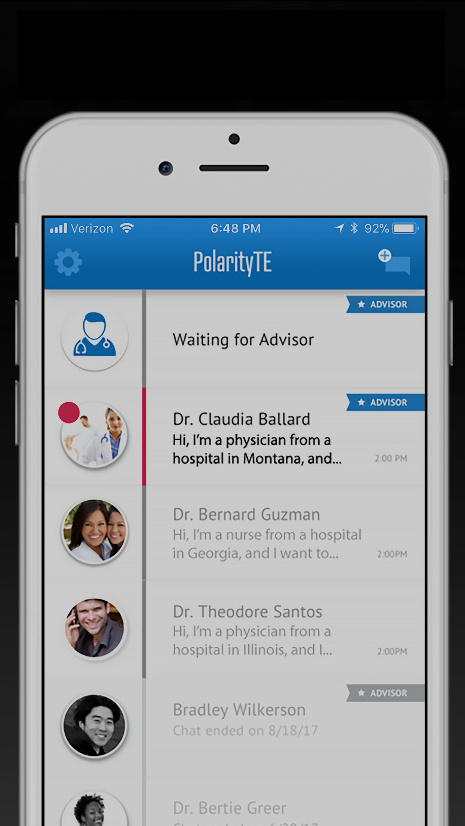 Verizon
6:48 PM
92%
PolarityTE
ADVISOR
Waiting for Advisor
ADVISOR
Dr. Claudia Ballard
Hi, I'm a physician from a
hospital in Montana, and...
2:00 PM
Dr. Bernard Guzman
Hi, I'm a nurse from a hospital
in Georgia, and I want to...
2:00PM
Dr. Theodore Santos
Hi, I'm a physician from a
hospital in Illinois, and I...
2:00PM
ADVISOR
Bradley Wilkerson
Chat ended on 8/18/17
Dr. Bertie Greer